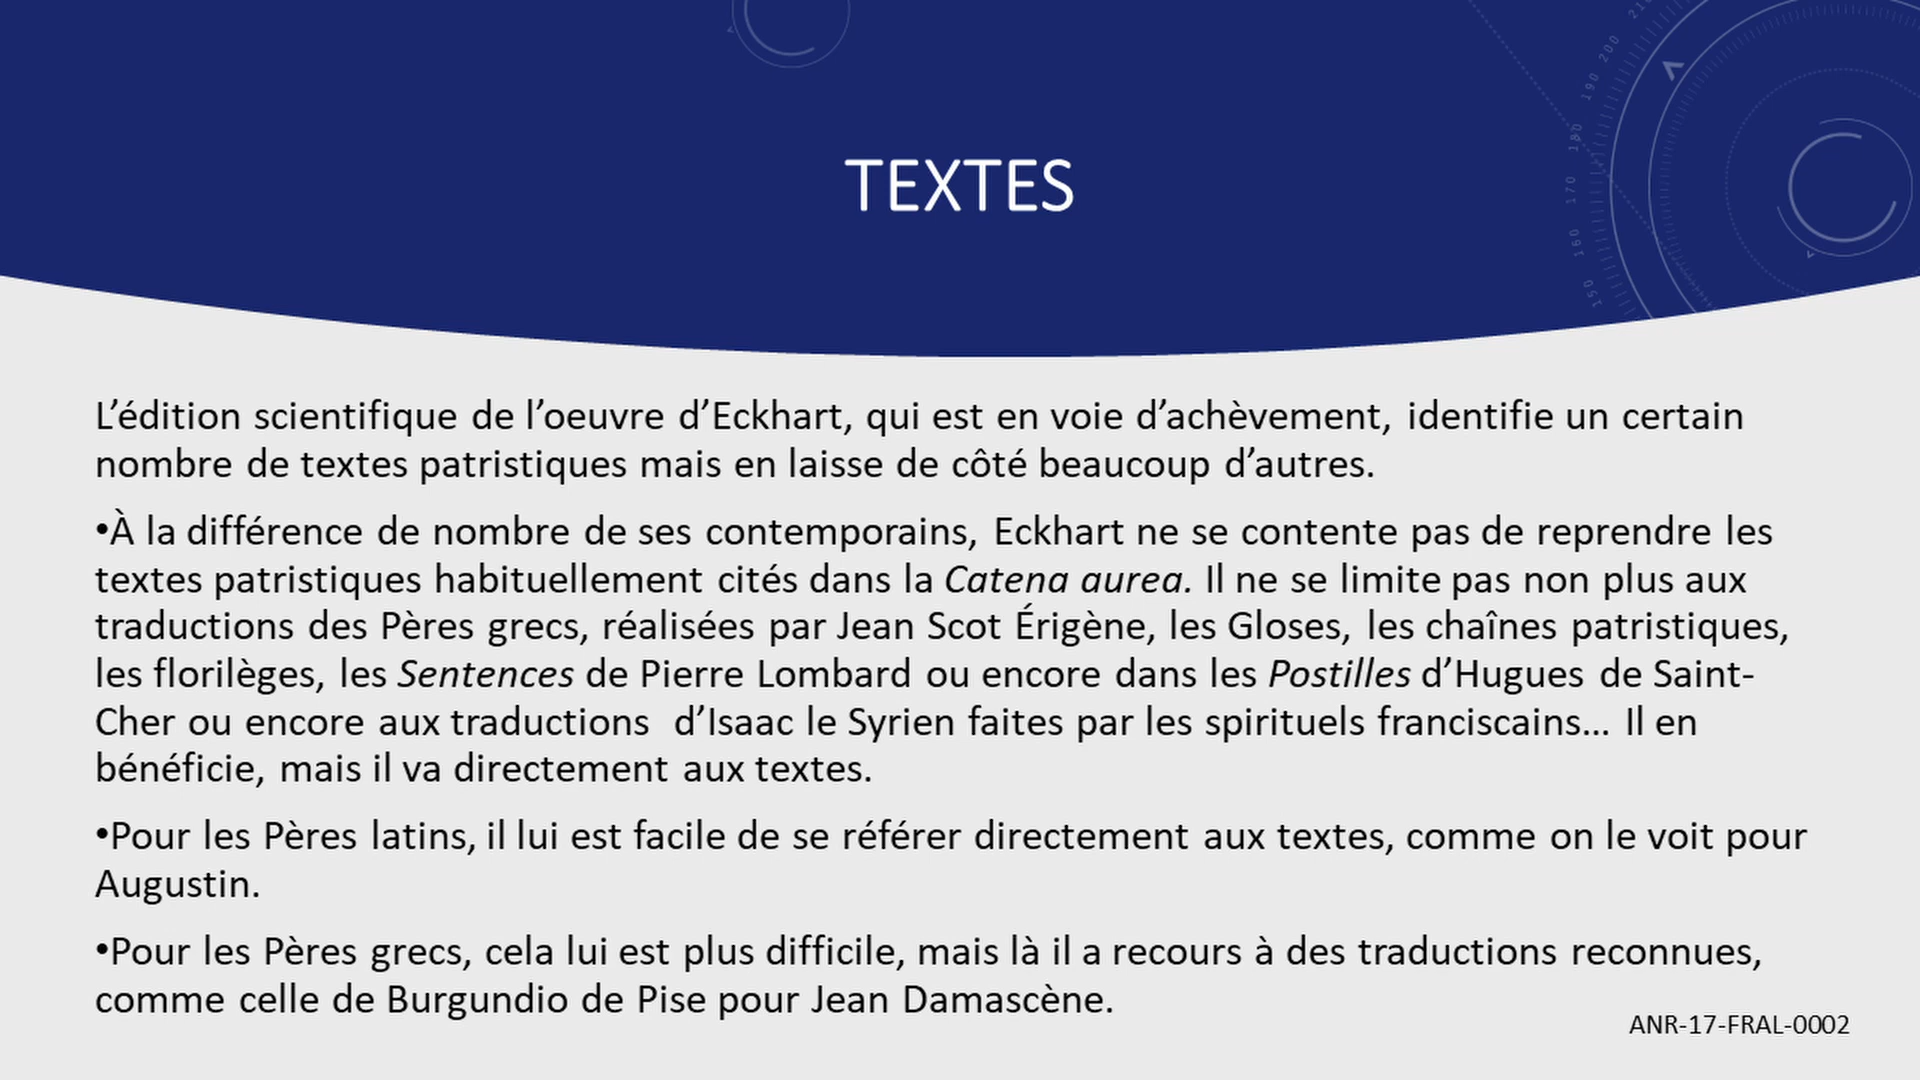 TEXTES
L’édition scientifique de l’oeuvre d’Eckhart, qui est en voie d’achèvement, identifie un certain
nombre de textes patristiques mais en laisse de côté beaucoup d’autres.
•À la différence de nombre de ses contemporains, Eckhart ne se contente pas de reprendre les
textes patristiques habituellement cités dans la Catena aurea. Il ne se limite pas non plus aux
traductions des Pères grecs, réalisées par Jean Scot Érigène, les Gloses, les chaînes patristiques,
les florilèges, les Sentences de Pierre Lombard ou encore dans les Postilles d’Hugues de Saint-
Cher ou encore aux traductions  d’Isaac le Syrien faites par les spirituels franciscains… Il en
bénéficie, mais il va directement aux textes.
•Pour les Pères latins, il lui est facile de se référer directement aux textes, comme on le voit pour
Augustin.
•Pour les Pères grecs, cela lui est plus difficile, mais là il a recours à des traductions reconnues,
comme celle de Burgundio de Pise pour Jean Damascène.
ANR-17-FRAL-0002
210
200
190
180
170
160
150